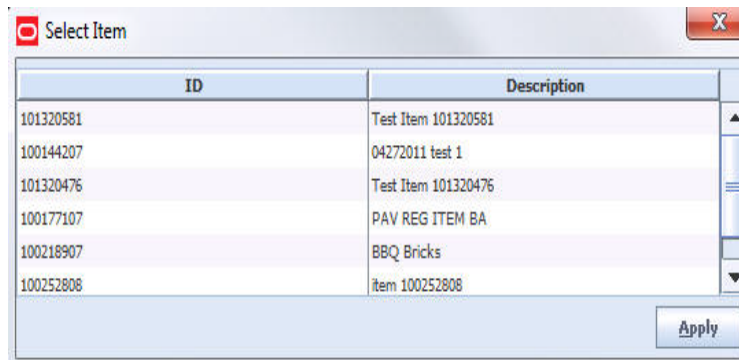 Select Item
X
ID Description
101320581 Test Item 101320581
100144207 04272011 test 1
101320476 Test Item 101320476
100177107 PAV REG ITEM BA
100218907 BBQ Bricks
100252808 item 100252808
Apply